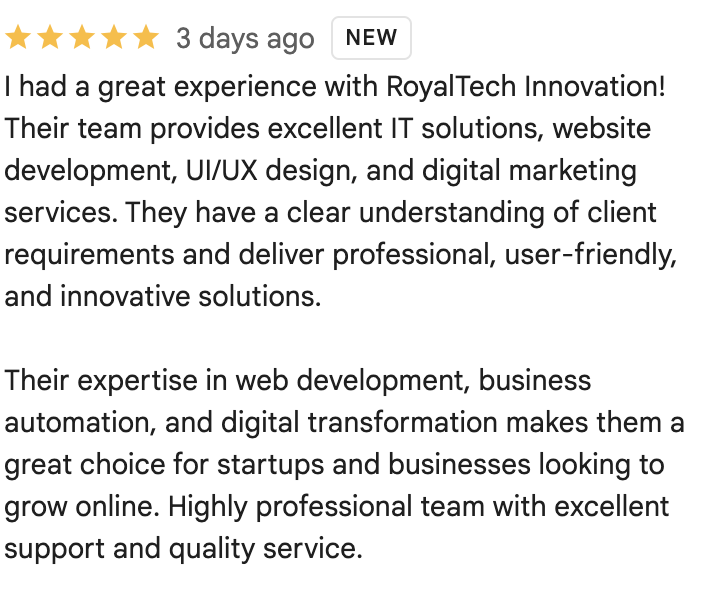 3 days ago NEW
I had a great experience with RoyalTech Innovation!
Their team provides excellent IT solutions, website
development, UI/UX design, and digital marketing
services. They have a clear understanding of client
requirements and deliver professional, user-friendly,
and innovative solutions.
Their expertise in web development, business
automation, and digital transformation makes them a
great choice for startups and businesses looking to
grow online. Highly professional team with excellent
support and quality service.